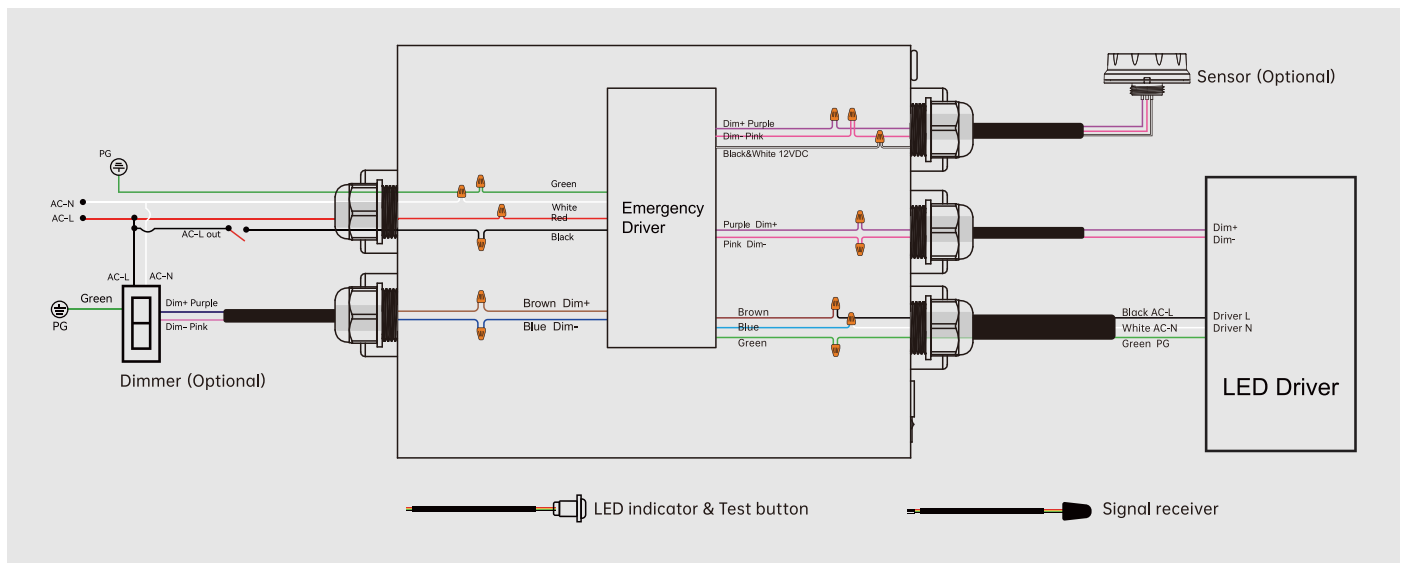 Sensor (Optional)
Dim+ Purple
Dim- Pink
Black&White 12VDC
PG
Green
AC-N
White
AC-L
Red
AC-L out
Black
Emergency
Driver
Purple Dim+
Pink Dim-
Dim+
Dim-
AC-L
AC-N
Green
PG
Dim+ Purple
Dim- Pink
Brown Dim+
Blue Dim-
Brown
Blue
Green
Black AC-L
White AC-N
Green PG
Driver L
Driver N
Dimmer (Optional)
LED Driver
LED indicator & Test button
Signal receiver